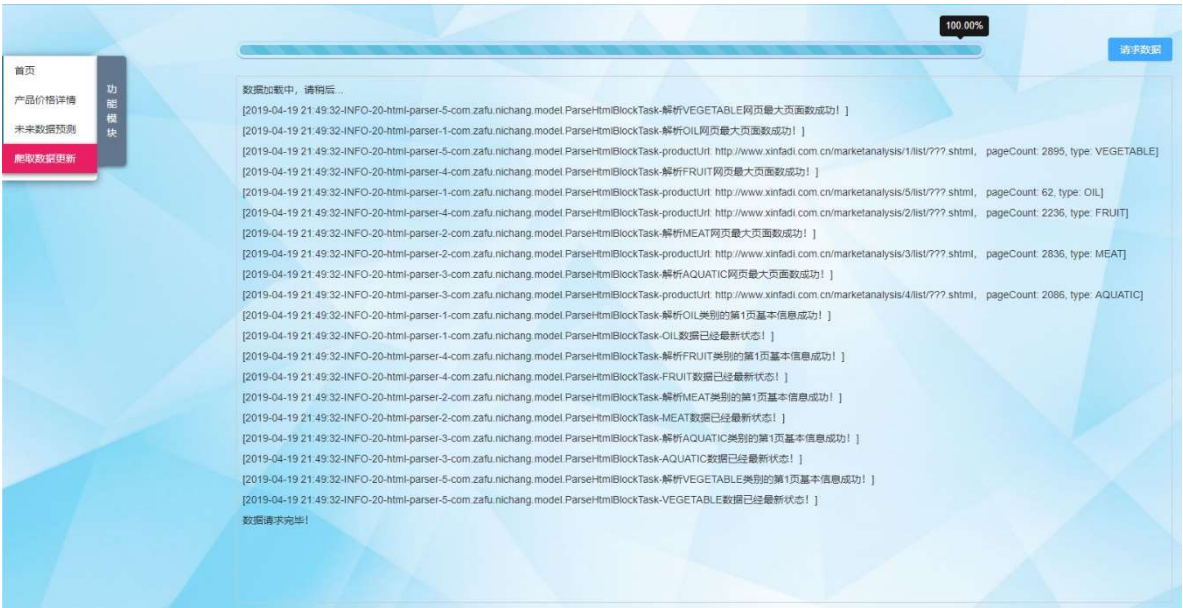 100.00%
请求数据
首页
产品价格详情
未来数据预测
爬取数据更新
功能模块
数据加载中，请稍后...
[2019-04-19 21:49:32-INFO-20-html-parser-5-com.zafu.nichang.model.ParseHtmlBlockTask-解析VEGETABLE网页最大页面数成功！]
[2019-04-19 21:49:32-INFO-20-html-parser-1-com.zafu.nichang.model.ParseHtmlBlockTask-解析OIL网页最大页面数成功！]
[2019-04-19 21:49:32-INFO-20-html-parser-5-com.zafu.nichang.model.ParseHtmlBlockTask-productUrl: http://www.xinfadi.com.cn/marketanalysis/1/list/???.shtml， pageCount: 2895, type: VEGETABLE]
[2019-04-19 21:49:32-INFO-20-html-parser-4-com.zafu.nichang.model.ParseHtmlBlockTask-解析FRUIT网页最大页面数成功！]
[2019-04-19 21:49:32-INFO-20-html-parser-1-com.zafu.nichang.model.ParseHtmlBlockTask-productUrl: http://www.xinfadi.com.cn/marketanalysis/5/list/???.shtml， pageCount: 62, type: OIL]
[2019-04-19 21:49:32-INFO-20-html-parser-4-com.zafu.nichang.model.ParseHtmlBlockTask-productUrl: http://www.xinfadi.com.cn/marketanalysis/2/list/???.shtml， pageCount: 2236, type: FRUIT]
[2019-04-19 21:49:32-INFO-20-html-parser-2-com.zafu.nichang.model.ParseHtmlBlockTask-解析MEAT网页最大页面数成功！]
[2019-04-19 21:49:32-INFO-20-html-parser-2-com.zafu.nichang.model.ParseHtmlBlockTask-productUrl: http://www.xinfadi.com.cn/marketanalysis/3/list/???.shtml， pageCount: 2836, type: MEAT]
[2019-04-19 21:49:32-INFO-20-html-parser-3-com.zafu.nichang.model.ParseHtmlBlockTask-解析AQUATIC网页最大页面数成功！]
[2019-04-19 21:49:32-INFO-20-html-parser-3-com.zafu.nichang.model.ParseHtmlBlockTask-productUrl: http://www.xinfadi.com.cn/marketanalysis/4/list/???.shtml， pageCount: 2086, type: AQUATIC]
[2019-04-19 21:49:32-INFO-20-html-parser-1-com.zafu.nichang.model.ParseHtmlBlockTask-解析OIL类别的第1页基本信息成功！]
[2019-04-19 21:49:32-INFO-20-html-parser-1-com.zafu.nichang.model.ParseHtmlBlockTask-OIL数据已经最新状态！]
[2019-04-19 21:49:32-INFO-20-html-parser-4-com.zafu.nichang.model.ParseHtmlBlockTask-解析FRUIT类别的第1页基本信息成功！]
[2019-04-19 21:49:32-INFO-20-html-parser-4-com.zafu.nichang.model.ParseHtmlBlockTask-FRUIT数据已经最新状态！]
[2019-04-19 21:49:32-INFO-20-html-parser-2-com.zafu.nichang.model.ParseHtmlBlockTask-解析MEAT类别的第1页基本信息成功！]
[2019-04-19 21:49:32-INFO-20-html-parser-2-com.zafu.nichang.model.ParseHtmlBlockTask-MEAT数据已经最新状态！]
[2019-04-19 21:49:32-INFO-20-html-parser-3-com.zafu.nichang.model.ParseHtmlBlockTask-解析AQUATIC类别的第1页基本信息成功！]
[2019-04-19 21:49:32-INFO-20-html-parser-3-com.zafu.nichang.model.ParseHtmlBlockTask-AQUATIC数据已经最新状态！]
[2019-04-19 21:49:32-INFO-20-html-parser-5-com.zafu.nichang.model.ParseHtmlBlockTask-解析VEGETABLE类别的第1页基本信息成功！]
[2019-04-19 21:49:32-INFO-20-html-parser-5-com.zafu.nichang.model.ParseHtmlBlockTask-VEGETABLE数据已经最新状态！]
数据请求完毕！